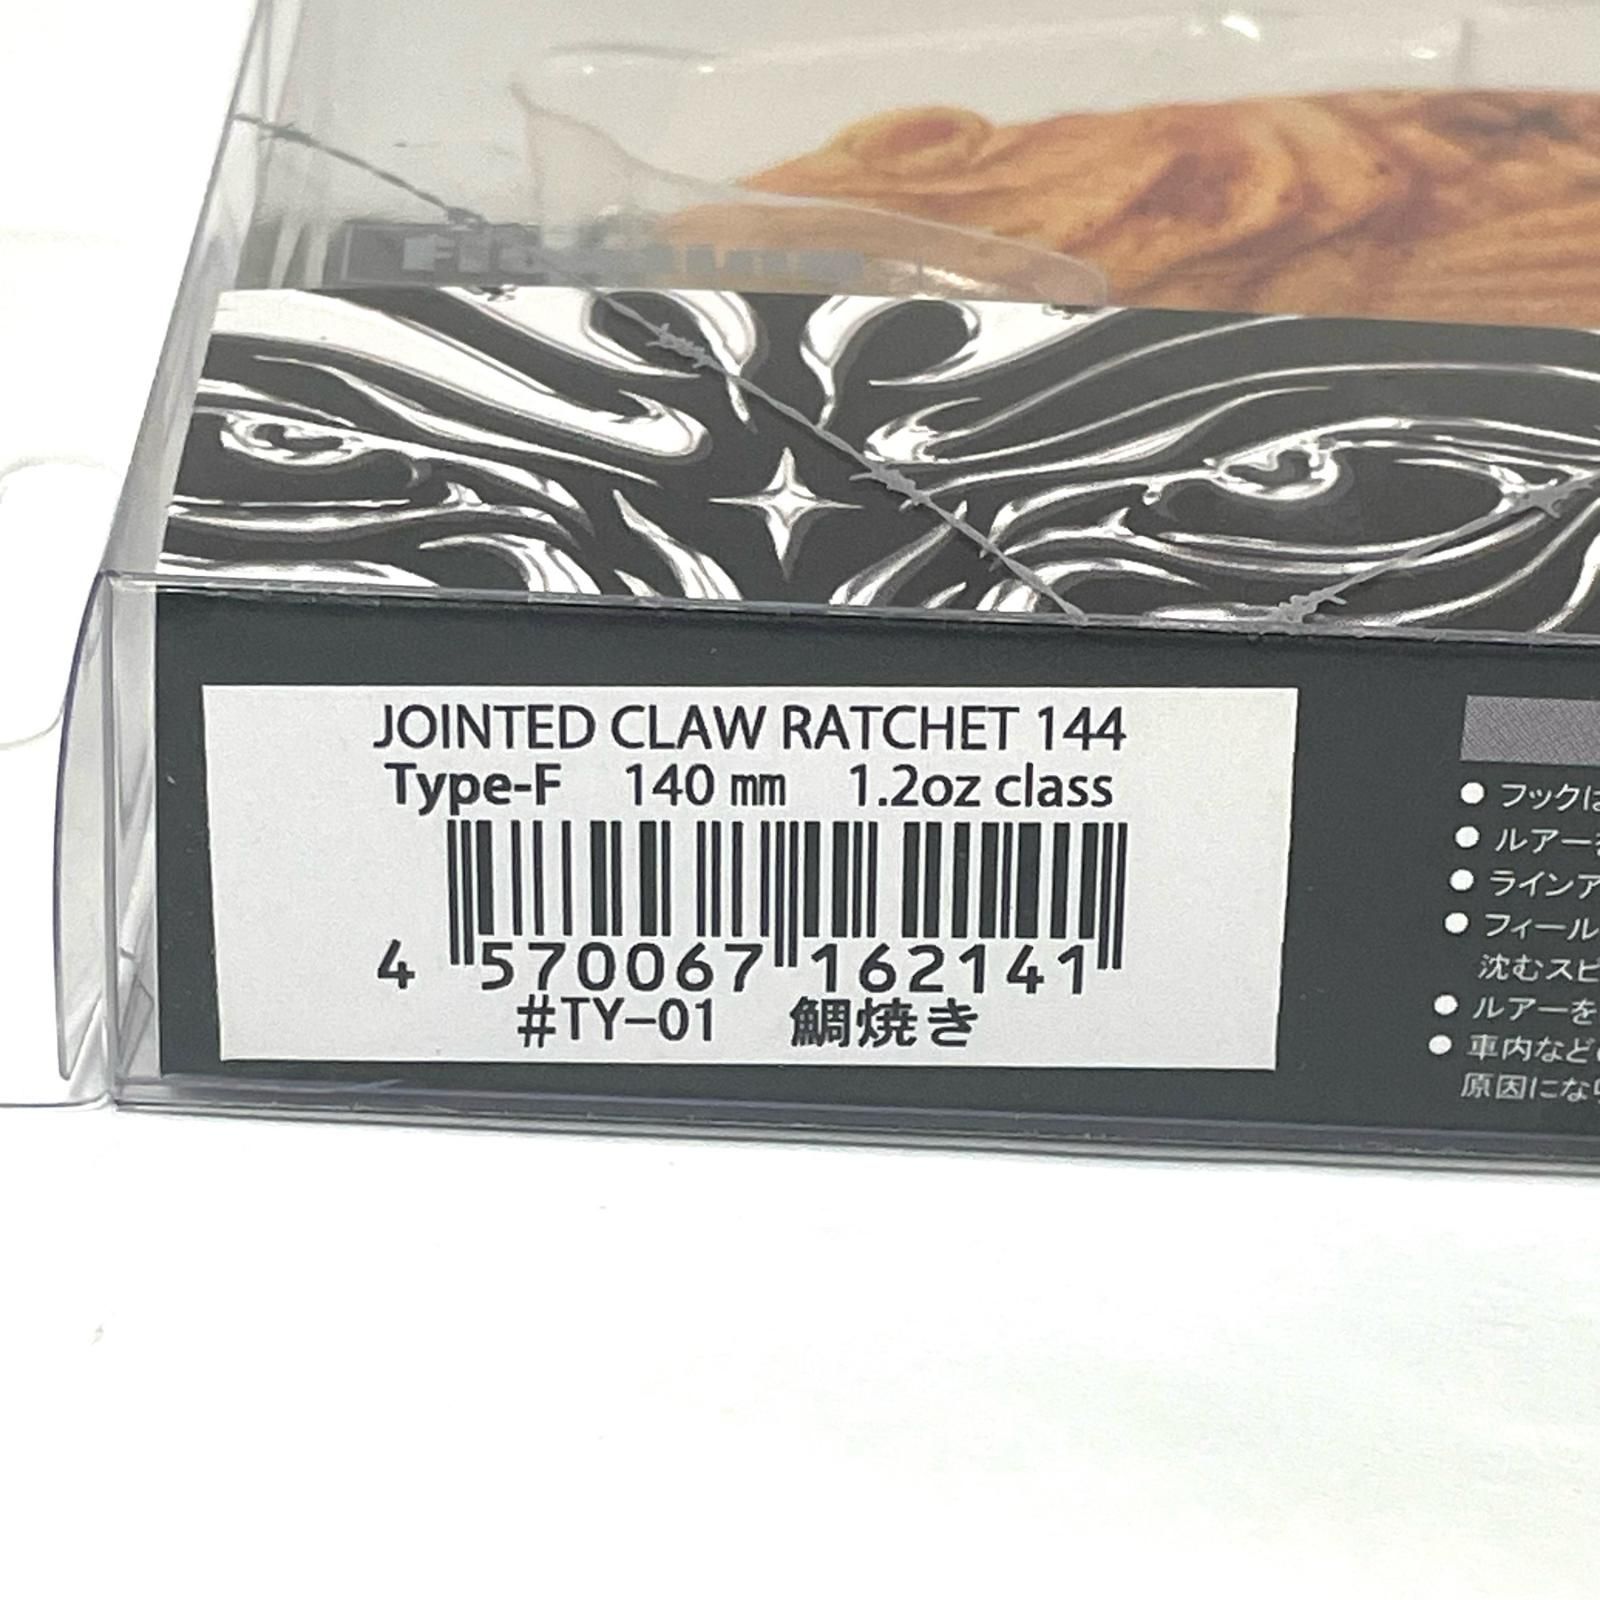 JOINTED CLAW RATCHET 144
Type-F 140 mm 1.2oz class
4 570067 162141
#TY-01 鯛焼き
● フックは
● ルアーを
● ラインア
● フィール
沈むスピ
● ルアーを
● 車内など
原因になり